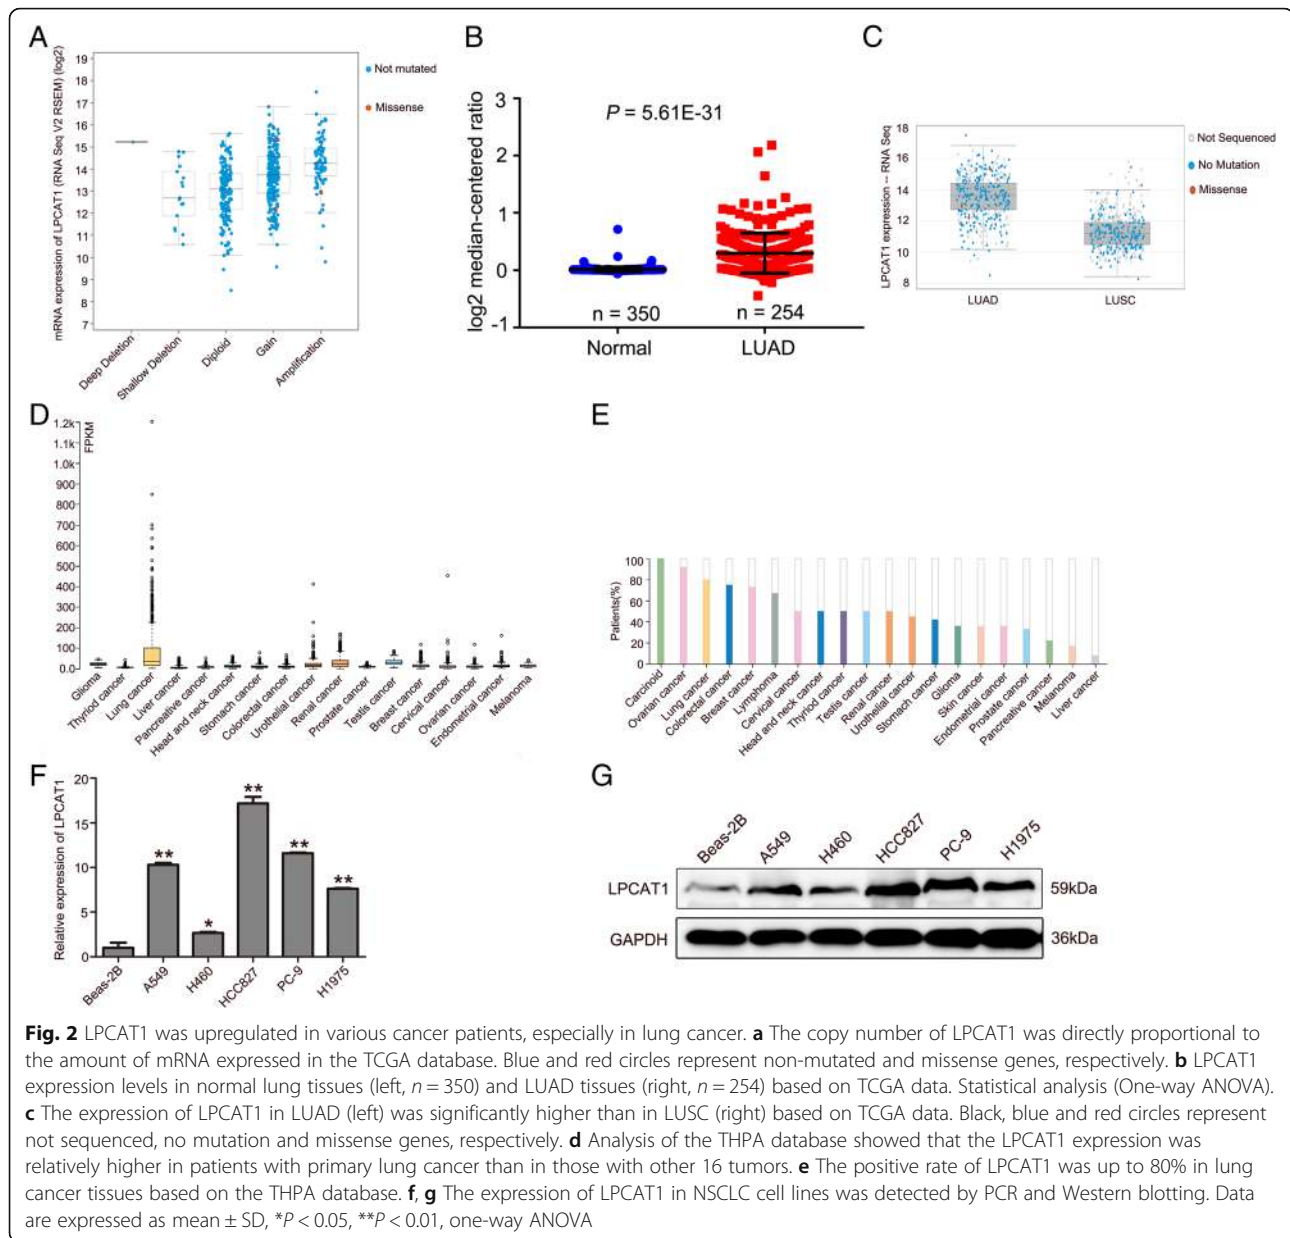 A
mRNA expression of LPCAT1 (RNA Seq V2 RSEM) (log2)
19
18
17
16
15
14
13
12
11
10
9
8
7
Deep Deletion
Shallow Deletion
Diploid
Gain
Amplification
Not mutated
Missense
B
log2 median-centered ratio
3
2
1
0
-1
P = 5.61E-31
n = 350
n = 254
Normal
LUAD
C
LPCAT1 expression -- RNA Seq
18
16
14
12
10
8
LUAD
LUSC
Not Sequenced
No Mutation
Missense
D
FPKM
1.2k
1.1k
1.0k
900
800
700
600
500
400
300
200
100
0.0
Glioma
Thyriod cancer
Lung cancer
Liver cancer
Pancreative cancer
Head and neck cancer
Stomach cancer
Colorectal cancer
Urothelial cancer
Renal cancer
Prostate cancer
Testis cancer
Breast cancer
Cervical cancer
Ovarian cancer
Endometrial cancer
Melanoma
E
Patients(%)
100
80
60
40
20
0
Carcinoid
Ovarian cancer
Lung cancer
Colorectal cancer
Breast cancer
Lymphoma
Cervical cancer
Head and neck cancer
Thyriod cancer
Testis cancer
Renal cancer
Urothelial cancer
Stomach cancer
Glioma
Skin cancer
Endometrial cancer
Prostate cancer
Pancreative cancer
Melanoma
Liver cancer
F
Relative expression of LPCAT1
20
15
10
5
0
**
*
**
**
**
Beas-2B
A549
H460
HCC827
PC-9
H1975
G
Beas-2B
A549
H460
HCC827
PC-9
H1975
LPCAT1
59kDa
GAPDH
36kDa
Fig. 2 LPCAT1 was upregulated in various cancer patients, especially in lung cancer. a The copy number of LPCAT1 was directly proportional to
the amount of mRNA expressed in the TCGA database. Blue and red circles represent non-mutated and missense genes, respectively. b LPCAT1
expression levels in normal lung tissues (left, n = 350) and LUAD tissues (right, n = 254) based on TCGA data. Statistical analysis (One-way ANOVA).
c The expression of LPCAT1 in LUAD (left) was significantly higher than in LUSC (right) based on TCGA data. Black, blue and red circles represent
not sequenced, no mutation and missense genes, respectively. d Analysis of the THPA database showed that the LPCAT1 expression was
relatively higher in patients with primary lung cancer than in those with other 16 tumors. e The positive rate of LPCAT1 was up to 80% in lung
cancer tissues based on the THPA database. f, g The expression of LPCAT1 in NSCLC cell lines was detected by PCR and Western blotting. Data
are expressed as mean ± SD, *P < 0.05, **P < 0.01, one-way ANOVA